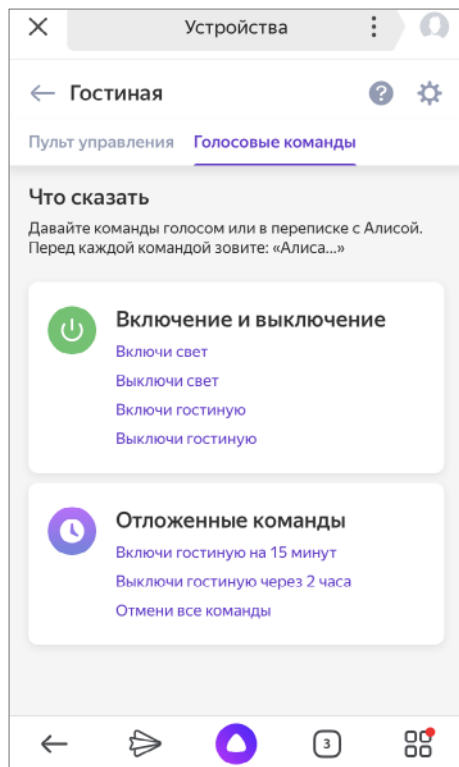 Устройства
Гостиная
?
Пульт управления Голосовые команды
Что сказать
Давайте команды голосом или в переписке с Алисой.
Перед каждой командой зовите: «Алиса...»
Включение и выключение
Включи свет
Выключи свет
Включи гостиную
Выключи гостиную
Отложенные команды
Включи гостиную на 15 минут
Выключи гостиную через 2 часа
Отмени все команды
3